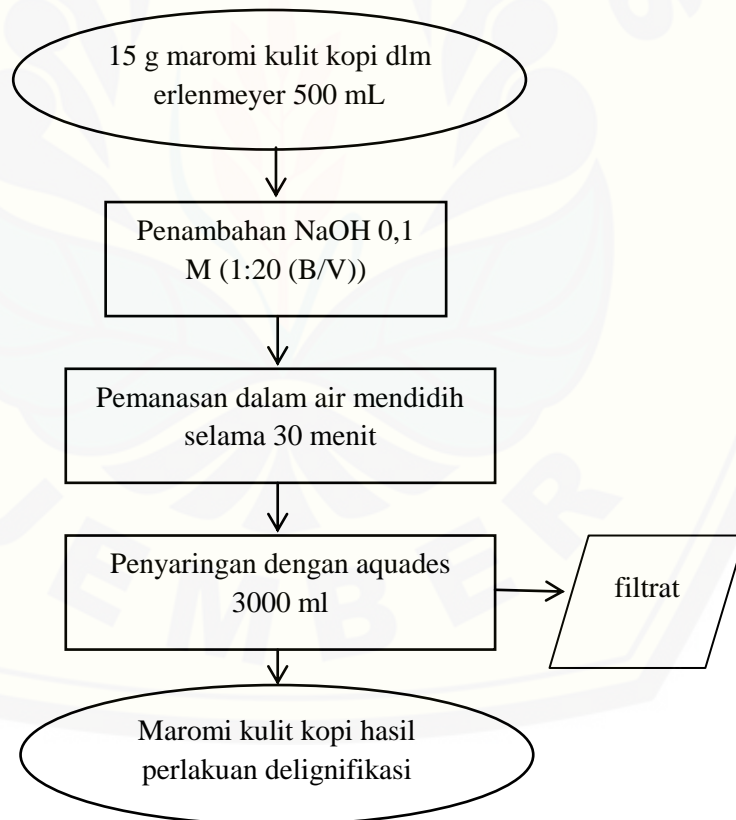 15 g maromi kulit kopi dlm
erlenmeyer 500 mL
Penambahan NaOH 0,1
M (1:20 (B/V))
Pemanasan dalam air mendidih
selama 30 menit
Penyaringan dengan aquades
3000 ml
filtrat
Maromi kulit kopi hasil
perlakuan delignifikasi
JEMBER